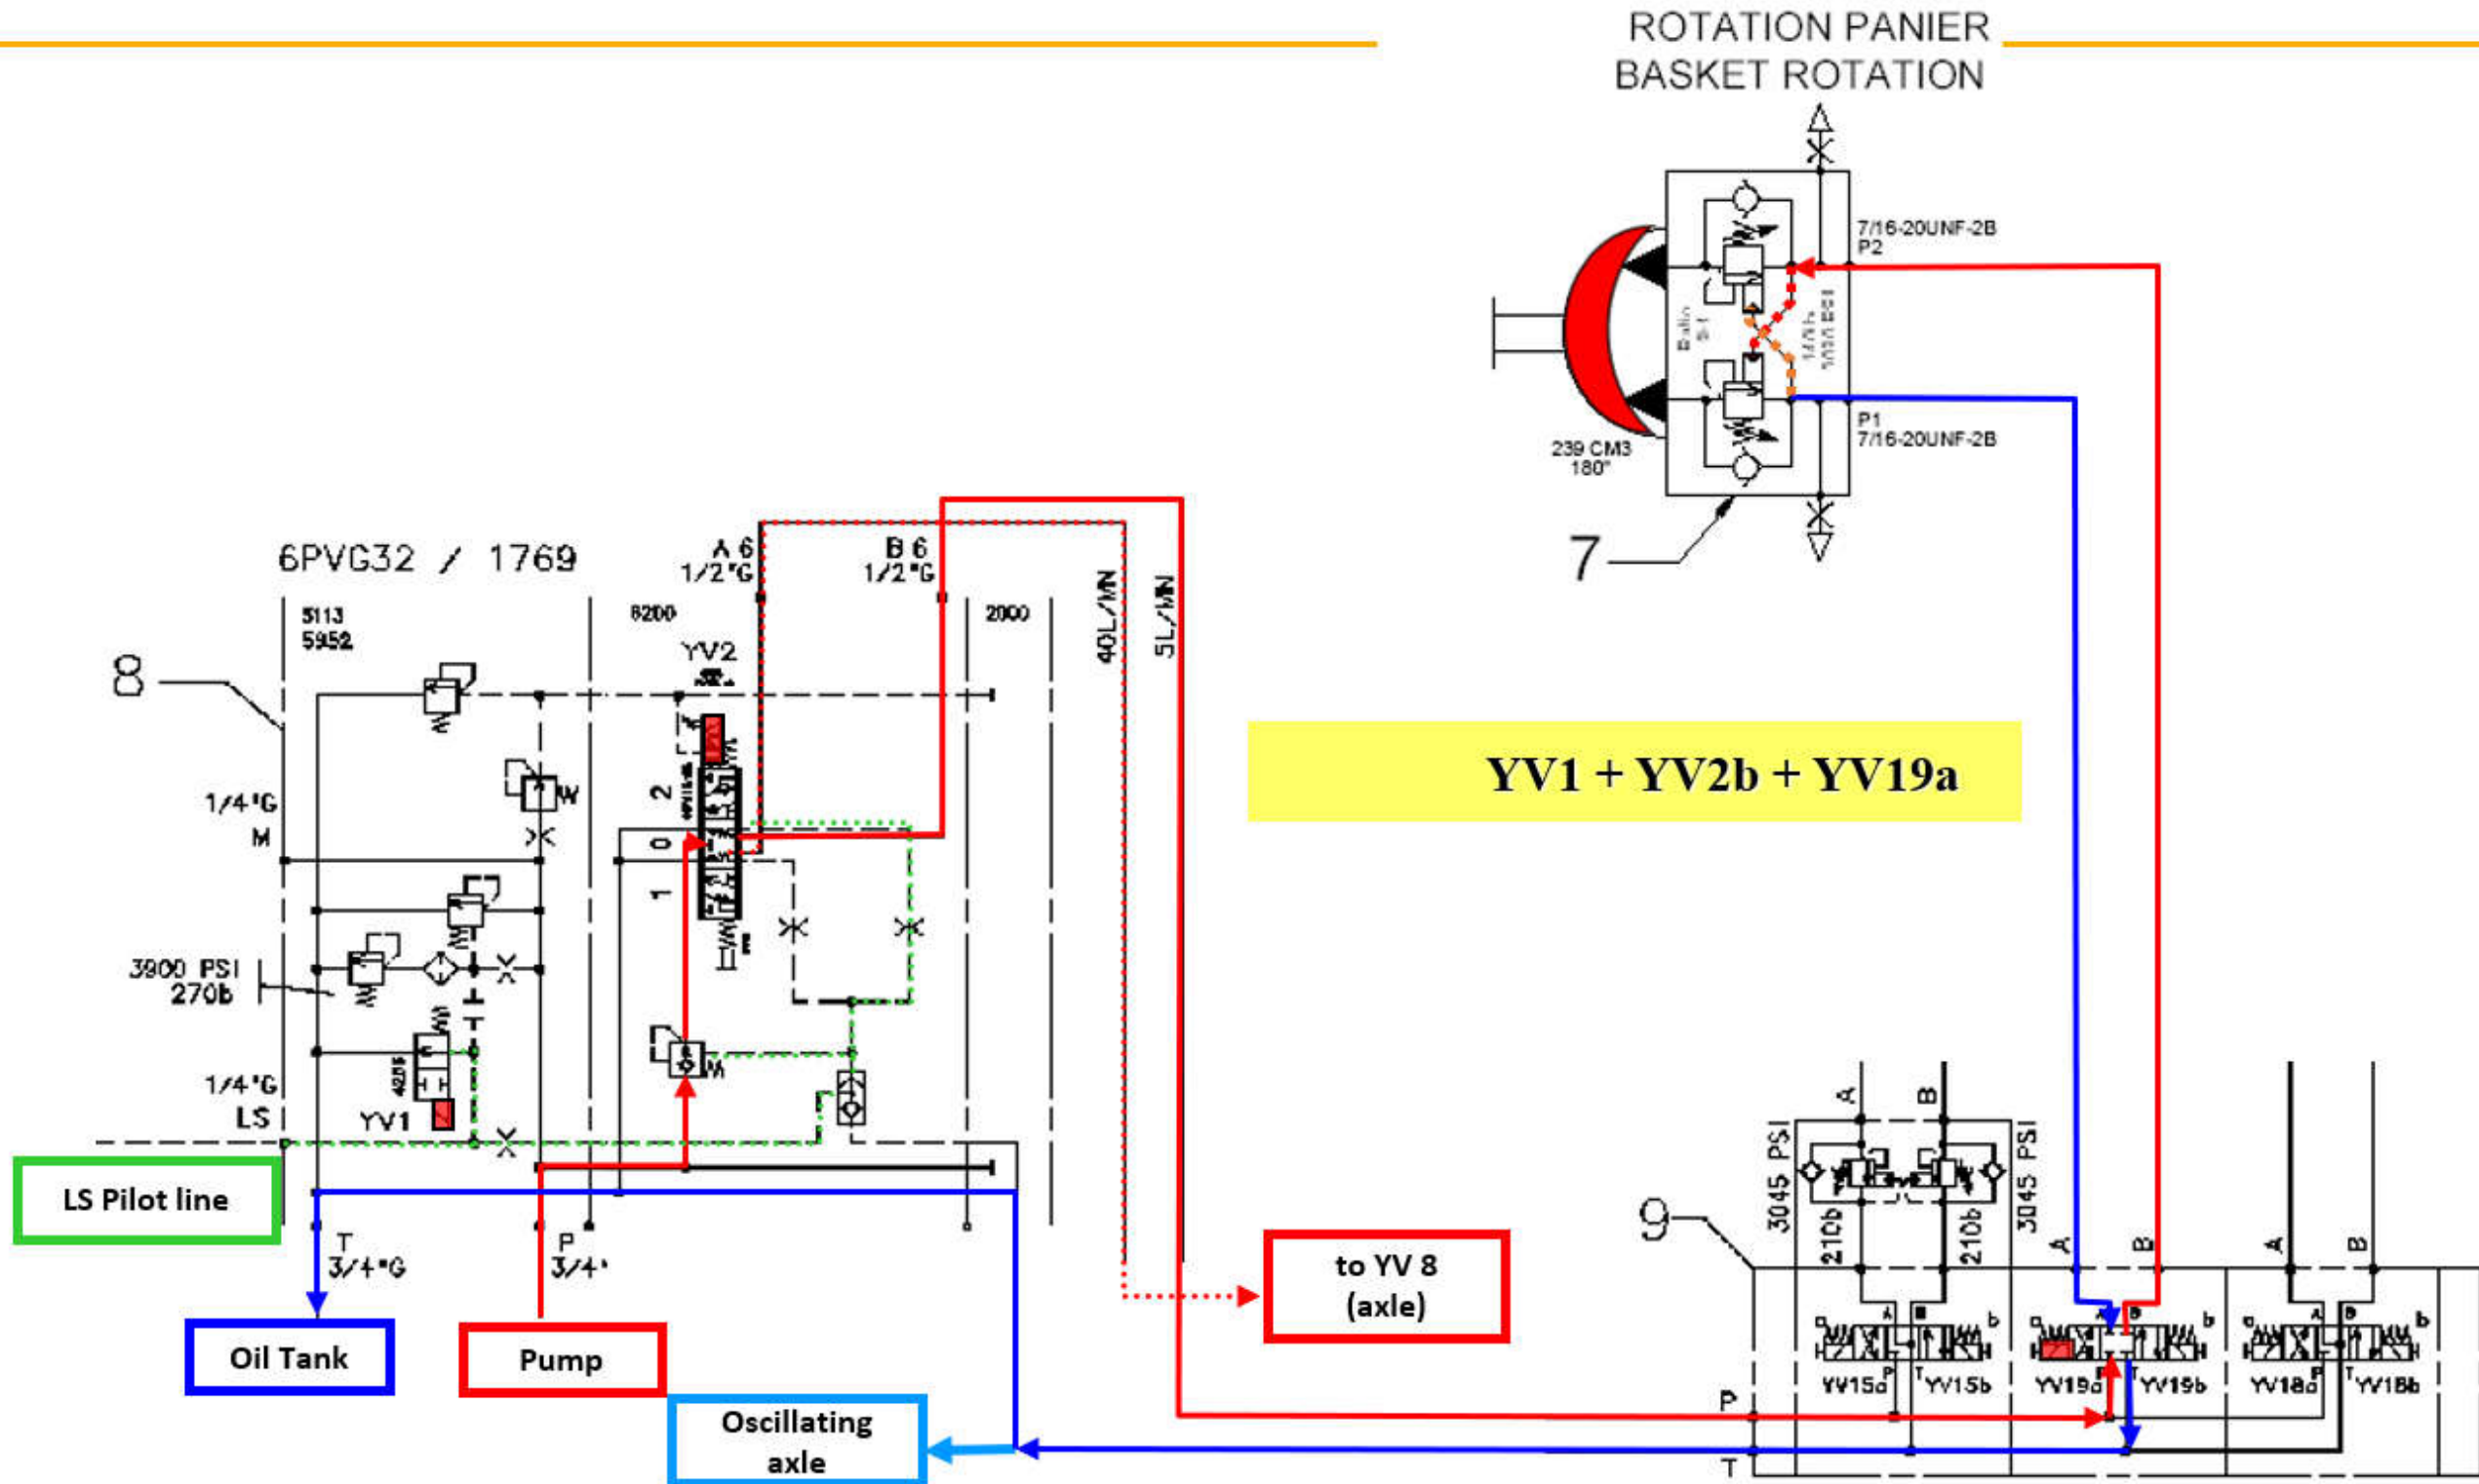 ROTATION PANIER
BASKET ROTATION
7/16-20UNF-2B
P2
P1
7/16-20UNF-2B
239 CM3
180°
7
6PVG32 / 1769
A 6
1/2"G
B 6
1/2"G
5113
5952
6200
2000
40L/MN
5L/MN
YV2
8
YV1 + YV2b + YV19a
1/4"G
M
2
0
1
3900 PSI
270b
1/4"G
LS
YV1
LS Pilot line
T
3/4"G
P
3/4"
Oil Tank
Pump
to YV 8
(axle)
Oscillating
axle
9
A
B
3045 PSI
210b
210b
3045 PSI
A
B
A
B
a
b
a
b
a
b
YV15a
P
T
YV15b
YV19a
P
T
YV19b
YV18a
P
T
YV18b
P
T